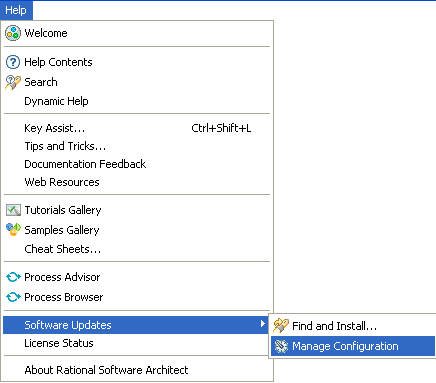 Help
Welcome
Help Contents
Search
Dynamic Help
Key Assist... Ctrl+Shift+L
Tips and Tricks...
Documentation Feedback
Web Resources
Tutorials Gallery
Samples Gallery
Cheat Sheets...
Process Advisor
Process Browser
Software Updates
Find and Install...
Manage Configuration
License Status
About Rational Software Architect